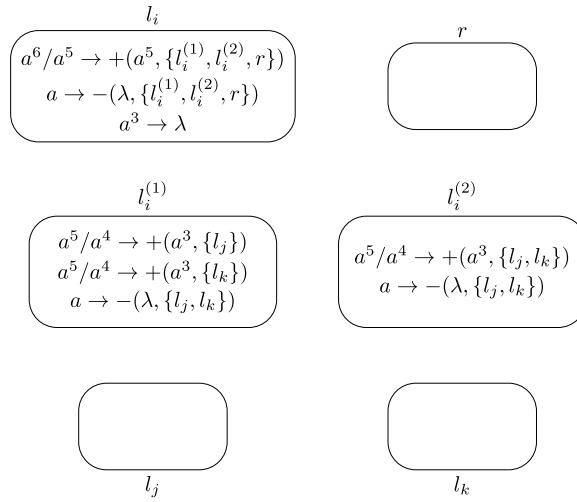 l_i
r
a^6/a^5 → +(a^5, {l_i^{(1)}, l_i^{(2)}, r})
a → −(λ, {l_i^{(1)}, l_i^{(2)}, r})
a^3 → λ
l_i^{(1)}
l_i^{(2)}
a^5/a^4 → +(a^3, {l_j})
a^5/a^4 → +(a^3, {l_k})
a → −(λ, {l_j, l_k})
a^5/a^4 → +(a^3, {l_j, l_k})
a → −(λ, {l_j, l_k})
l_j
l_k